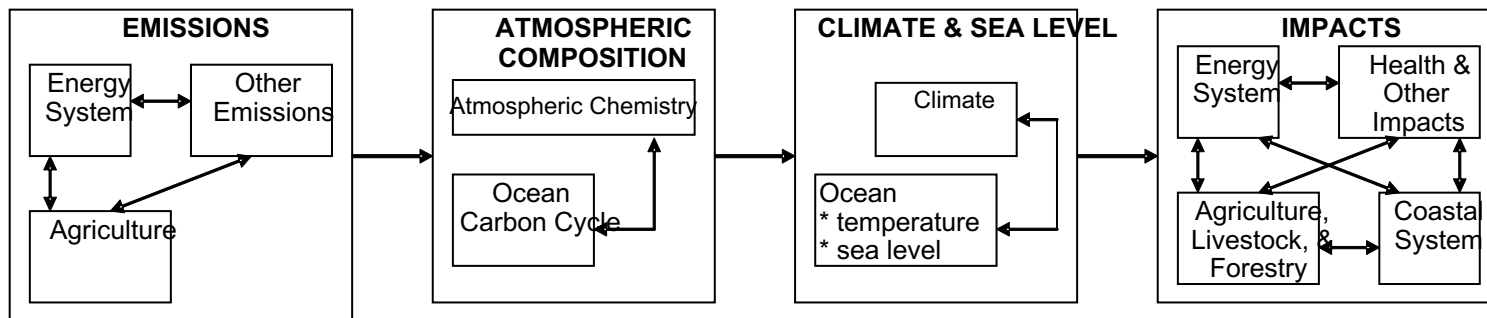 EMISSIONS
Energy
System
Other
Emissions
Agriculture
ATMOSPHERIC
COMPOSITION
Atmospheric Chemistry
Ocean
Carbon Cycle
CLIMATE & SEA LEVEL
Climate
Ocean
* temperature
* sea level
IMPACTS
Energy
System
Health &
Other
Impacts
Agriculture,
Livestock, &
Forestry
Coastal
System